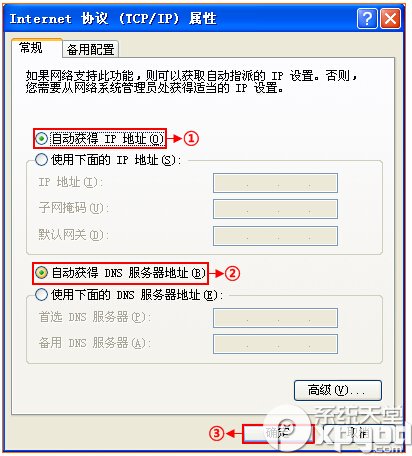 Internet 协议 (TCP/IP) 属性
常规 备用配置
如果网络支持此功能，则可以获取自动指派的 IP 设置。否则，
您需要从网络系统管理员处获得适当的 IP 设置。
自动获得 IP 地址(O) ①
使用下面的 IP 地址(S):
IP 地址(I):
子网掩码(U):
默认网关(D):
自动获得 DNS 服务器地址(B) ②
使用下面的 DNS 服务器地址(E):
首选 DNS 服务器(P):
备用 DNS 服务器(A):
高级(V)...
③ 确定 取消
系统天堂